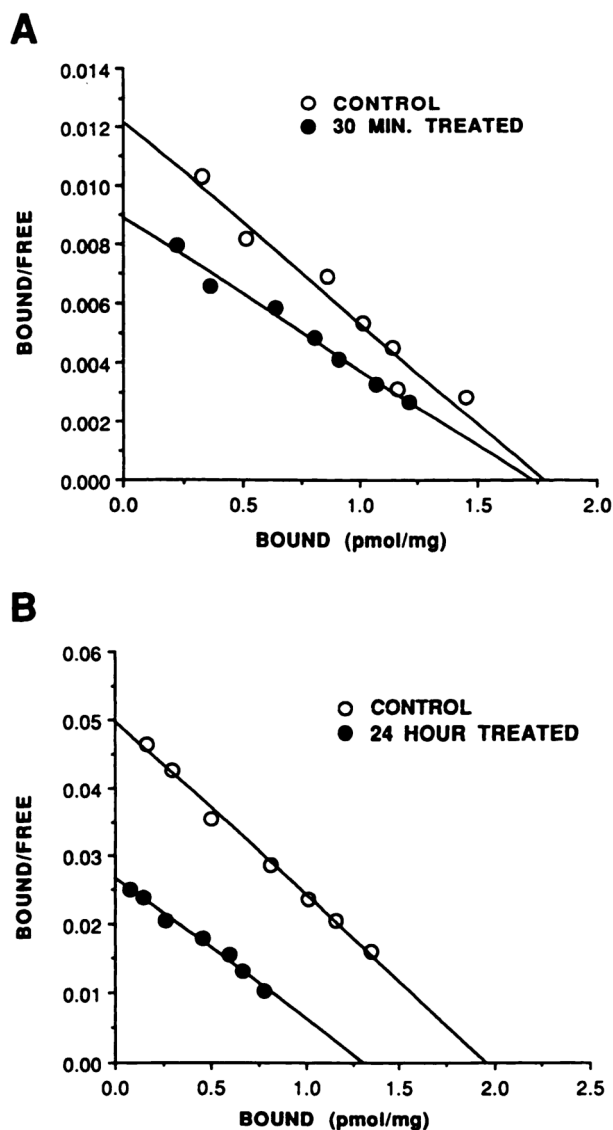 A
0.014
0.012
0.010
0.008
0.006
0.004
0.002
0.000
BOUND/FREE
CONTROL
30 MIN. TREATED
0.0 0.5 1.0 1.5 2.0
BOUND (pmol/mg)
B
0.06
0.05
0.04
0.03
0.02
0.01
0.00
BOUND/FREE
CONTROL
24 HOUR TREATED
0.0 0.5 1.0 1.5 2.0 2.5
BOUND (pmol/mg)